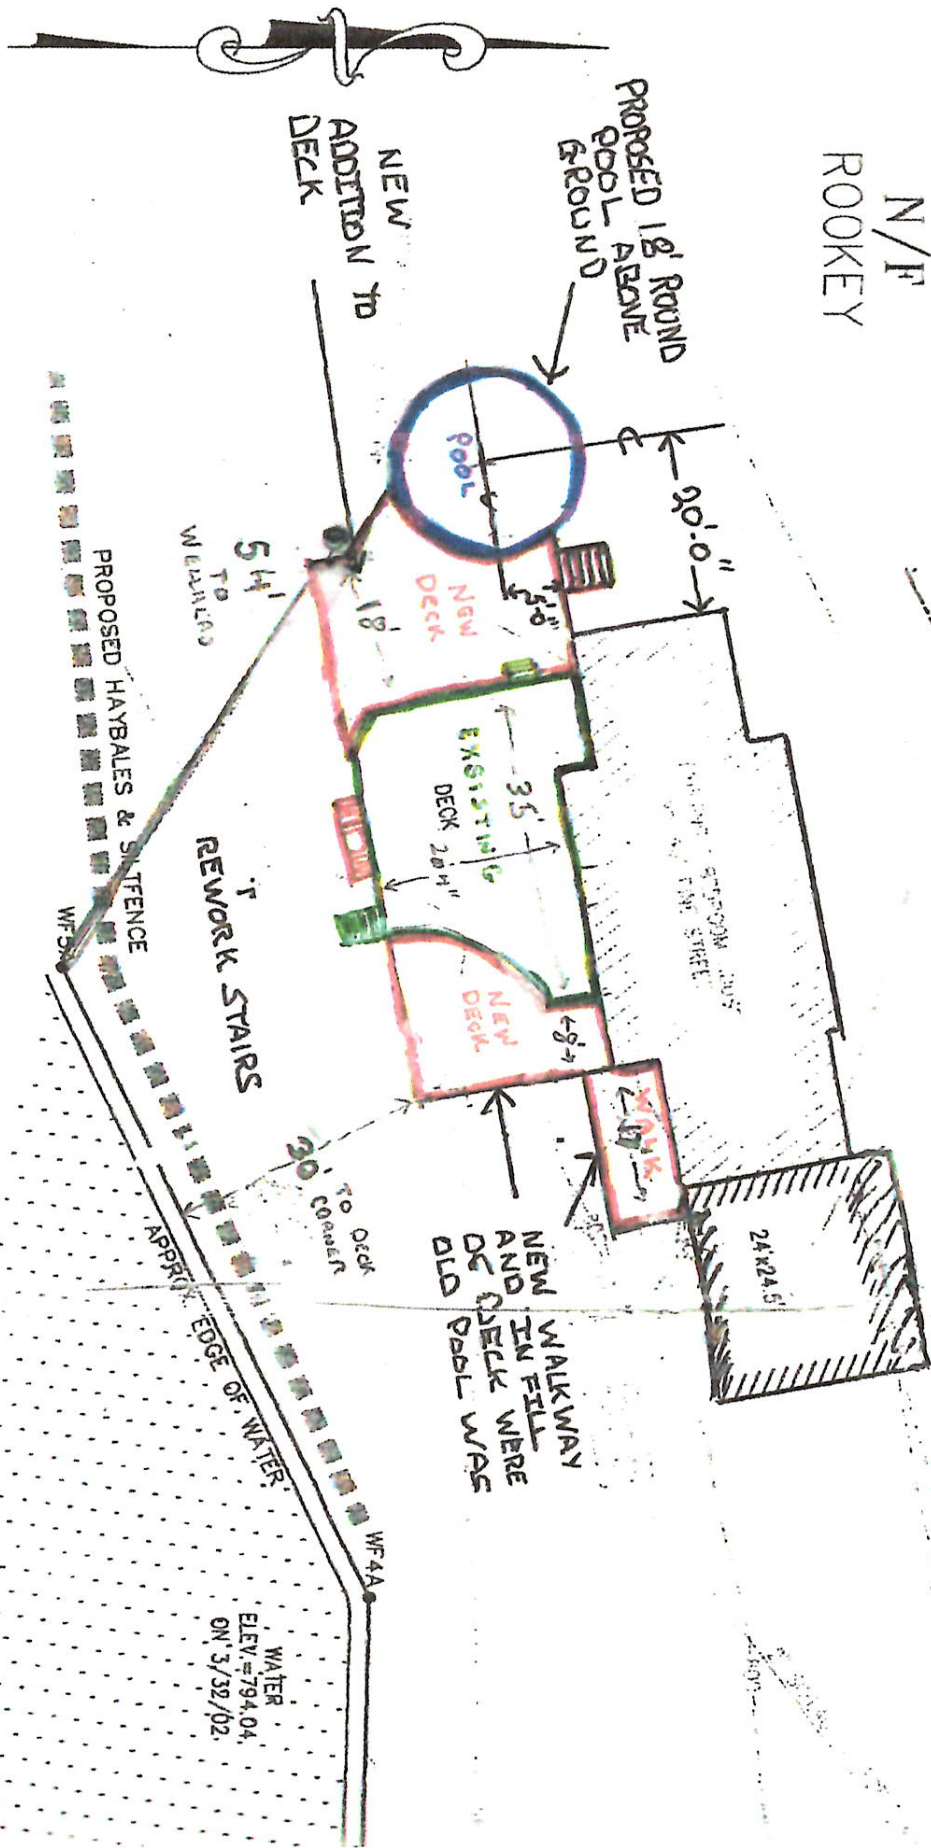 N/F
ROOKEY
PROPOSED 18' ROUND
POOL ABOVE
GROUND
NEW
ADDITION TO
DECK
20'-0"
POOL
5'-0"
NEW
DECK
18'
54'
TO
EXSISTING
DECK
35'
REWORK STAIRS
NEW
DECK
8'
WALK
24'x24.5'
NEW WALKWAY
AND IN FILL
OF DECK WERE
OLD POOL WAS
30'
TO DECK
CORNER
PROPOSED HAYBALES & SILTFENCE
WF5A
APPROX. EDGE OF WATER
WF4A
WATER
ELEV.=794.04
ON 3/32/02